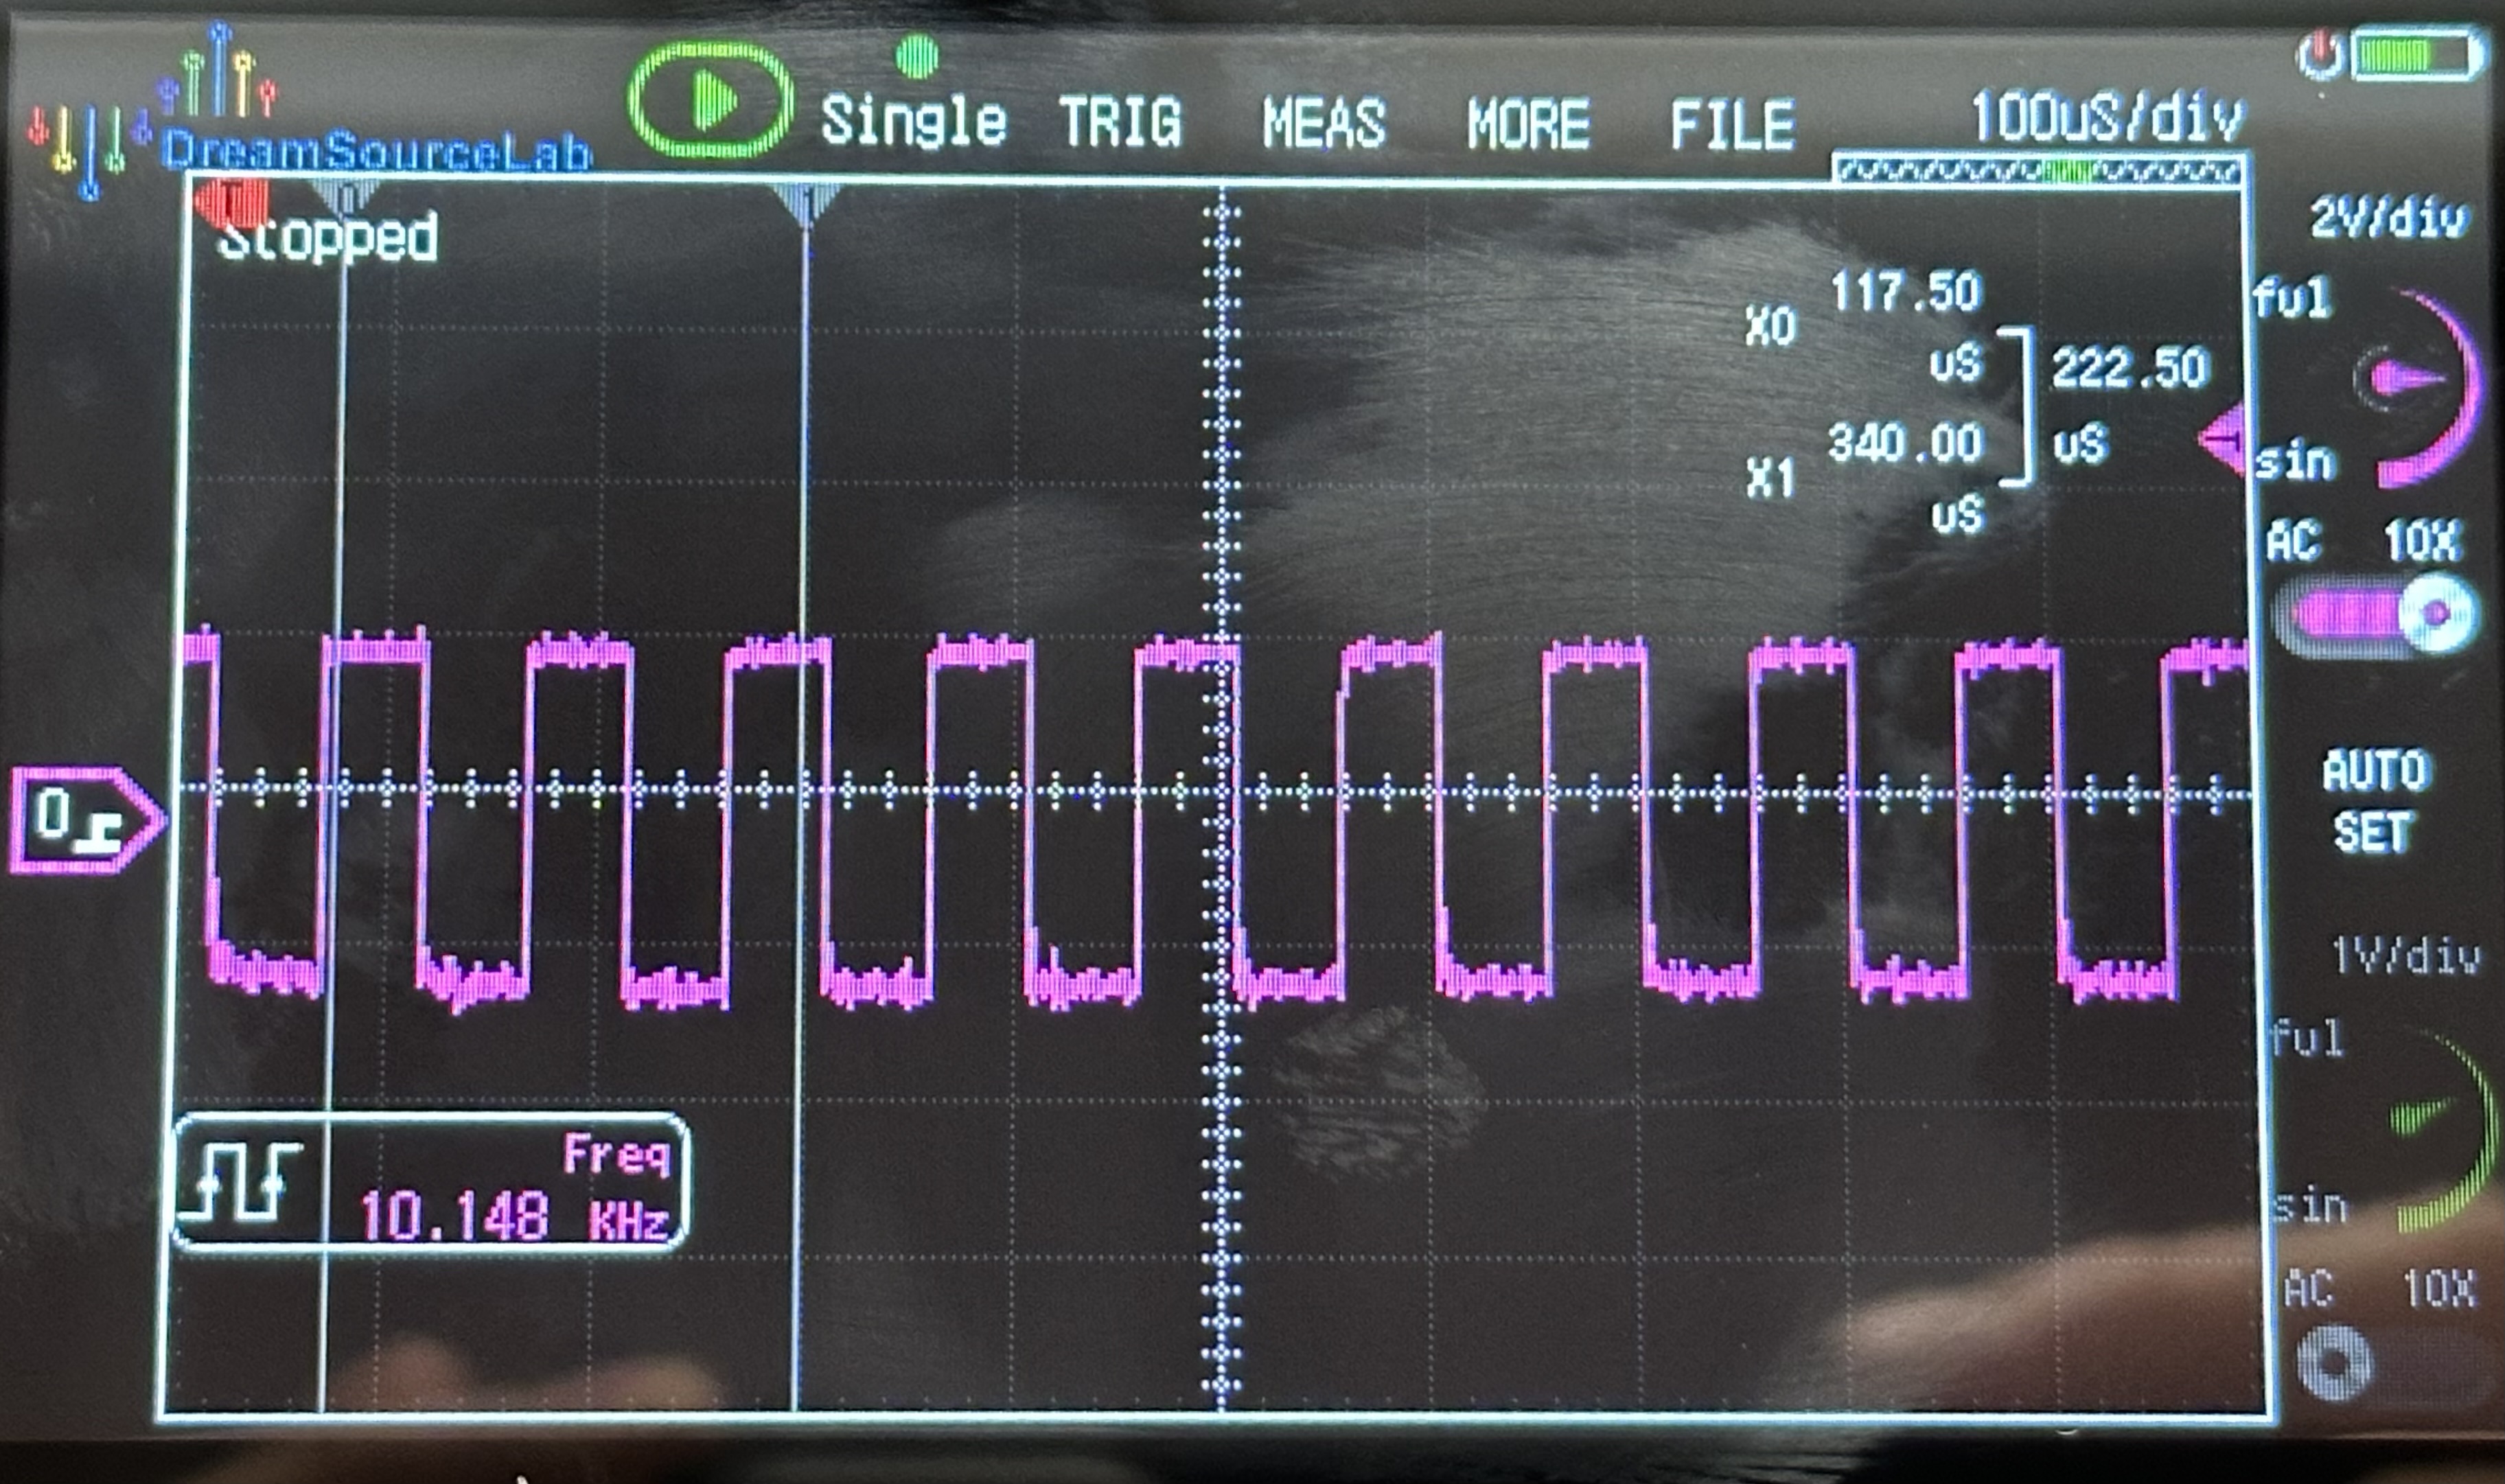 DreamSourceLab
Single TRIG MEAS MORE FILE 100uS/div
T 0 1
Stopped
2V/div
117.50
X0
uS
222.50
340.00
uS
X1
uS
ful
T
sin
AC 10X
0
AUTO
SET
1V/div
ful
Freq
10.148 KHz
sin
AC 10X